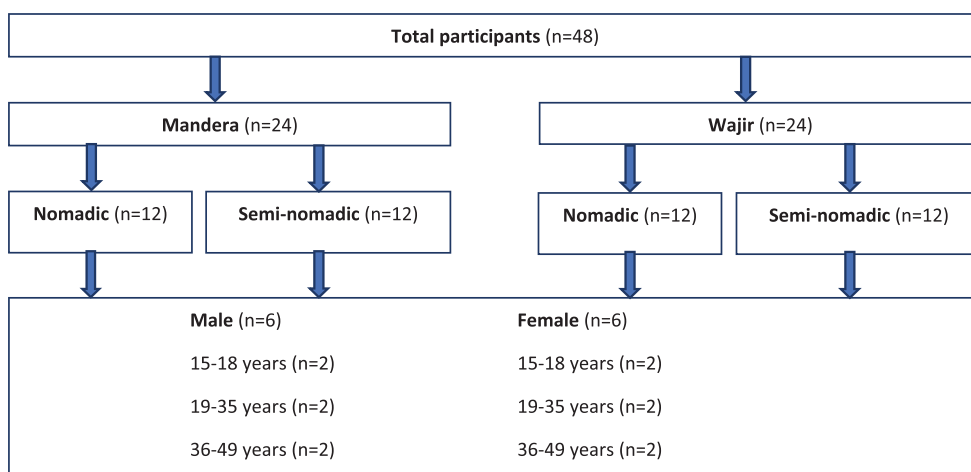 Total participants (n=48)
Mandera (n=24)
Wajir (n=24)
Nomadic (n=12)
Semi-nomadic (n=12)
Nomadic (n=12)
Semi-nomadic (n=12)
Male (n=6)
Female (n=6)
15-18 years (n=2)
15-18 years (n=2)
19-35 years (n=2)
19-35 years (n=2)
36-49 years (n=2)
36-49 years (n=2)